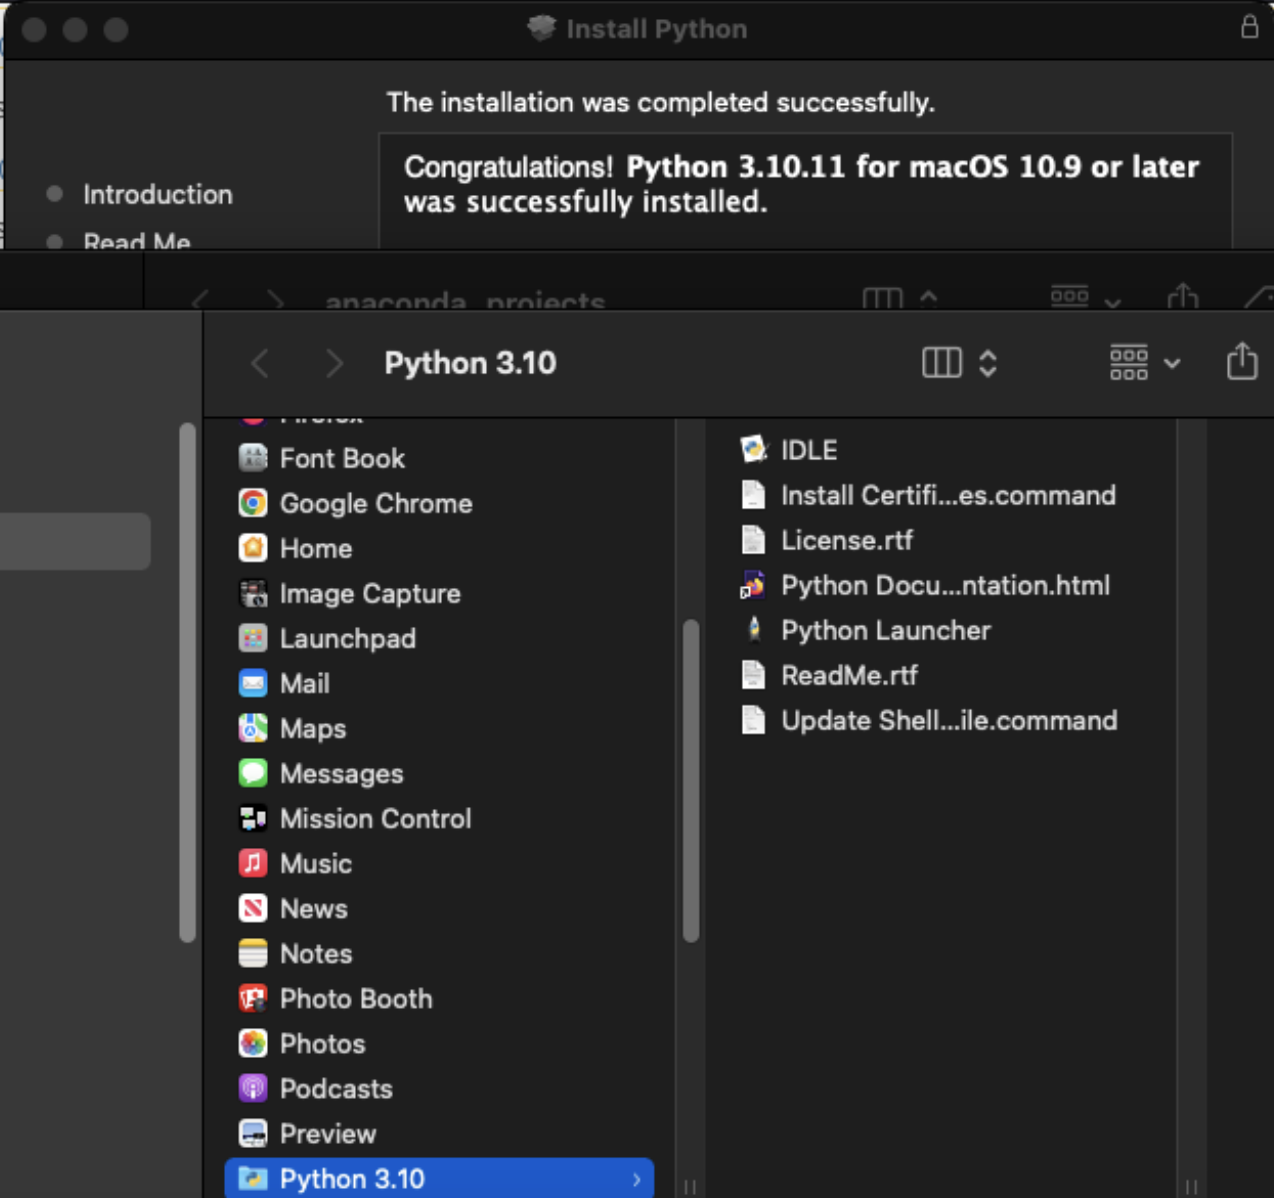 Install Python
The installation was completed successfully.
Congratulations! Python 3.10.11 for macOS 10.9 or later
was successfully installed.
Introduction
Read Me
anaconda_projects
Python 3.10
Firefox
Font Book
Google Chrome
Home
Image Capture
Launchpad
Mail
Maps
Messages
Mission Control
Music
News
Notes
Photo Booth
Photos
Podcasts
Preview
Python 3.10
IDLE
Install Certifi...es.command
License.rtf
Python Docu...ntation.html
Python Launcher
ReadMe.rtf
Update Shell...ile.command